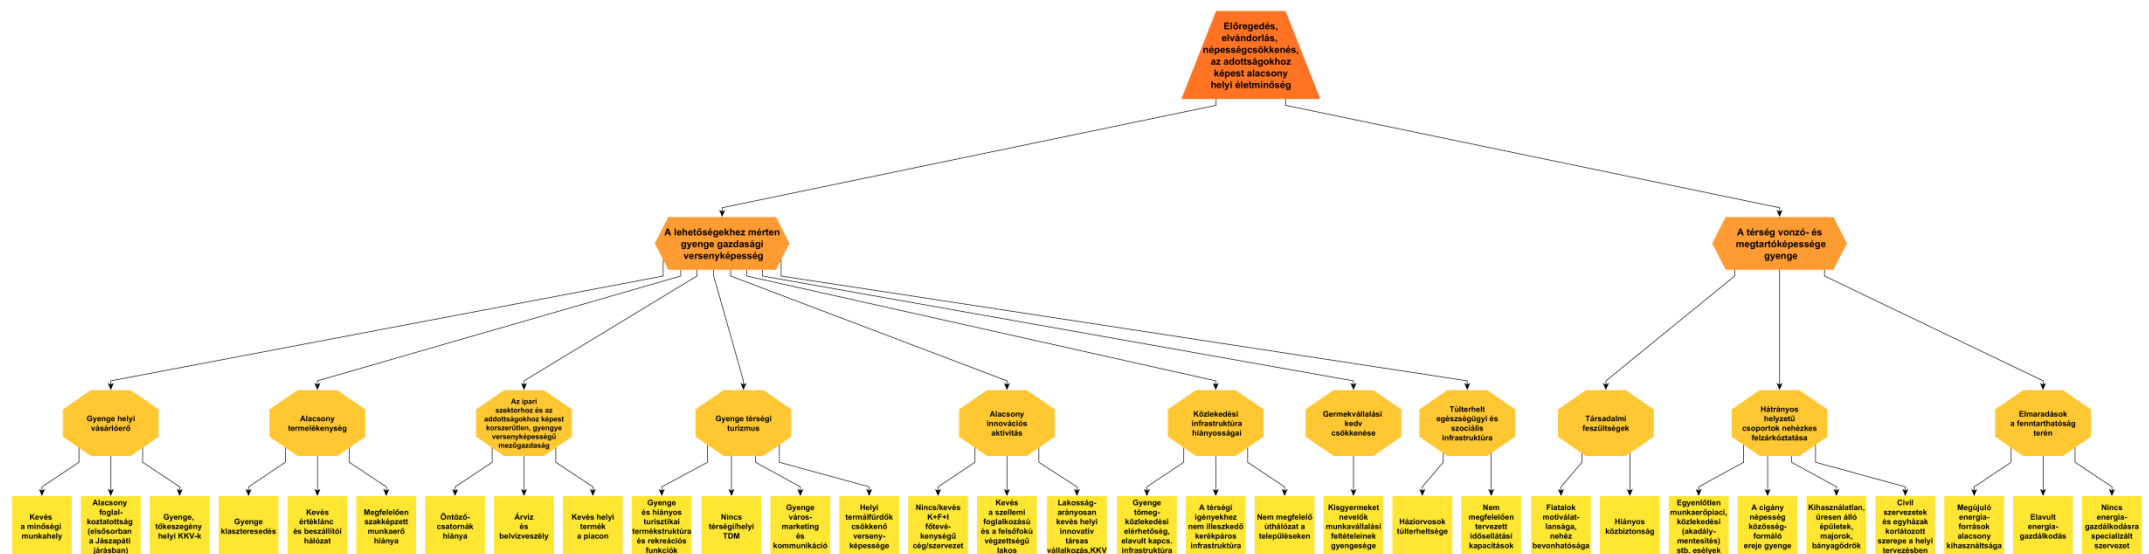 Előregedés,
elvándorlás,
népességcsökkenés,
az adottságokhoz
képest alacsony
helyi életminőség
A lehetőségekhez mérten
gyenge gazdasági
versenyképesség
A térség vonzó- és
megtartóképessége
gyenge
Gyenge helyi
vásárlóerő
Alacsony
termelékenység
Az ipari
szektorhoz és az
addottságokhoz képest
korszerűtlen, gyengye
versenyképességű
mezőgazdaság
Gyenge térségi
turizmus
Alacsony
innovációs
aktivitás
Közlekedési
infrastruktúra
hiányosságai
Germekvállalási
kedv
csökkenése
Túlterhelt
egészségügyi és
szociális
infrastruktúra
Társadalmi
feszültségek
Hátrányos
helyzetű
csoportok nehézkes
felzárkóztatása
Elmaradások
a fenntarthatóság
terén
Kevés
a minőségi
munkahely
Alacsony
foglal-
koztatottság
(elsősorban
a Jászapáti
járásban)
Gyenge,
tőkeszegény
helyi KKV-k
Gyenge
klaszteresedés
Kevés
értéklánc
és beszállítói
hálózat
Megfelelően
szakképzett
munkaerő
hiánya
Öntöző-
csatornák
hiánya
Árvíz
és
belvizveszély
Kevés helyi
termék
a piacon
Gyenge
és hiányos
turisztikai
termékstruktúra
és rekreációs
funkciók
Nincs
térségi/helyi
TDM
Gyenge
város-
marketing
és
kommunikáció
Helyi
termálfürdők
csökkenő
verseny-
képessége
Nincs/kevés
K+F+I
főtevé-
kenységű
cég/szervezet
Kevés
a szellemi
foglalkozású
és a felsőfokú
végzettségű
lakos
Lakosság-
arányosan
kevés helyi
innovatív
társas
vállalkozás,KKV
Gyenge
tömeg-
közlekedési
elérhetőség,
elavult kapcs.
infrastruktúra
A térségi
igényekhez
nem illeszkedő
kerékpáros
infrastruktúra
Nem megfelelő
úthálózat a
településeken
Kisgyermeket
nevelők
munkavállalási
feltételeinek
gyengesége
Háziorvosok
túlterheltsége
Nem
megfelelően
tervezett
idősellátási
kapacitások
Fiatalok
motiválat-
lansága,
nehéz
bevonhatósága
Hiányos
közbiztonság
Egyenlőtlen
munkaerőpiaci,
közlekedési
(akadály-
mentesítés)
stb. esélyek
A cigány
népesség
közösség-
formáló
ereje gyenge
Kihasználatlan,
üresen álló
épületek,
majorok,
bányagödrök
Civil
szervezetek
és egyházak
korlátozott
szerepe a helyi
tervezésben
Megújuló
energia-
források
alacsony
kihasználtsága
Elavult
energia-
gazdálkodás
Nincs
energia-
gazdálkodásra
specializált
szervezet